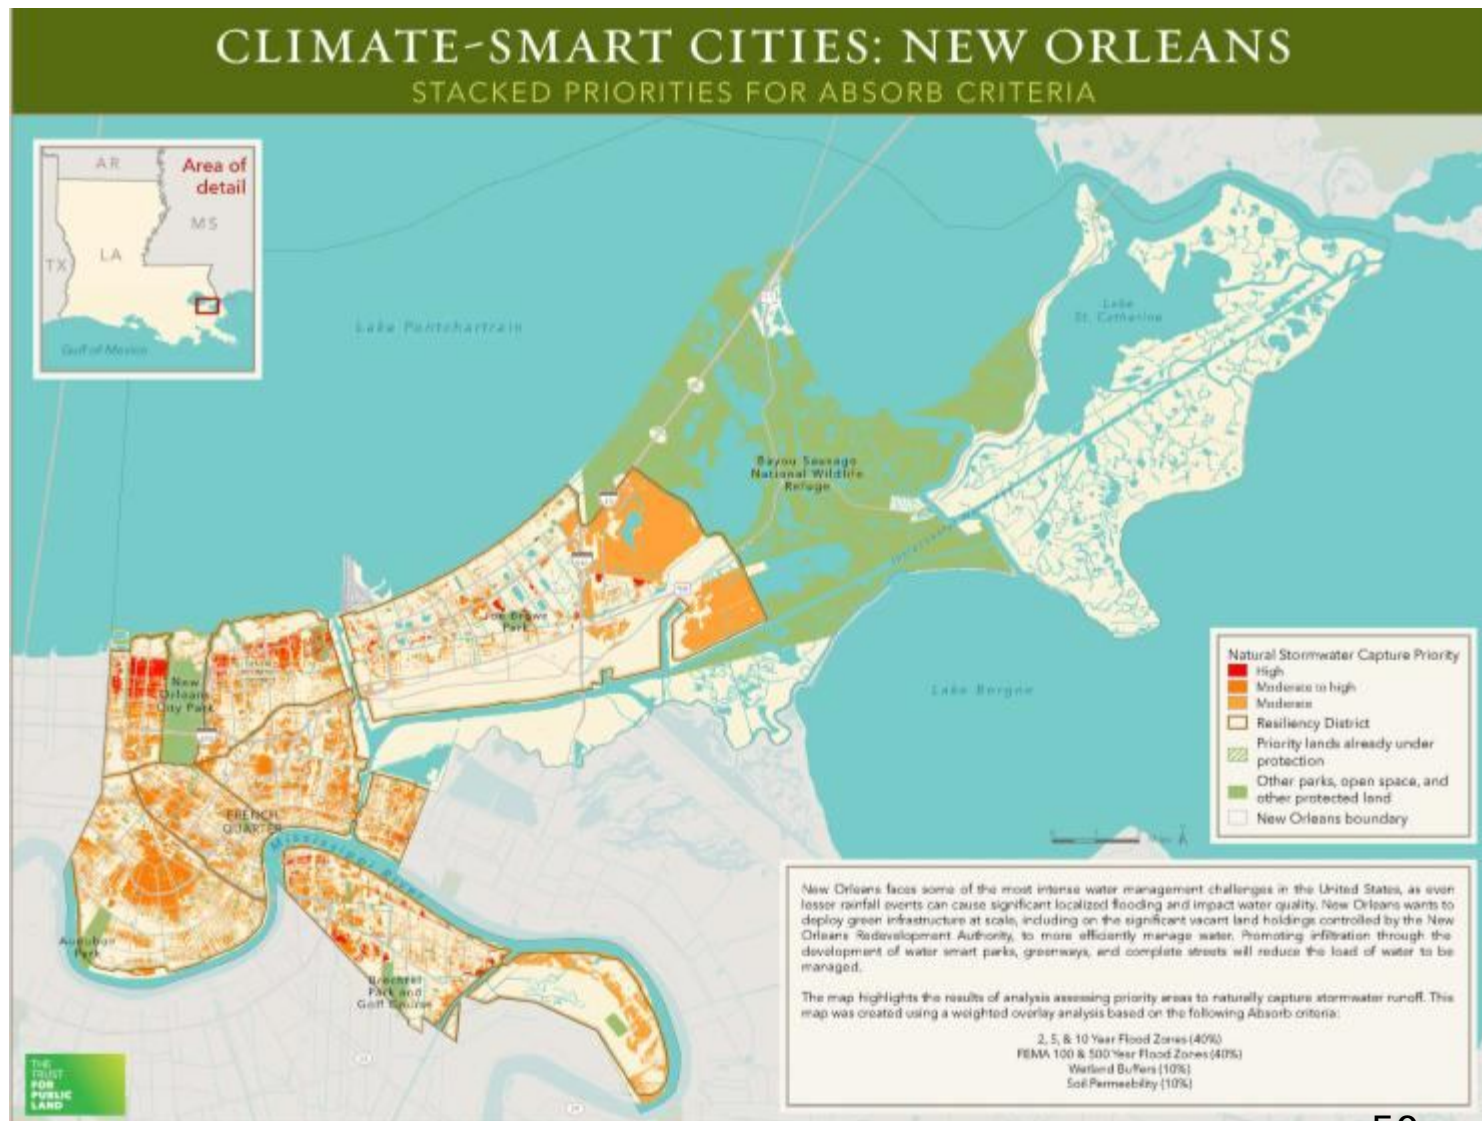 CLIMATE-SMART CITIES: NEW ORLEANS
STACKED PRIORITIES FOR ABSORB CRITERIA
AR
Area of
detail
MS
LA
TX
Gulf of Mexico
Lake Pontchartrain
Lake
St. Catherine
Bayou Sauvage
National Wildlife
Refuge
Joe Brown
Park
New
Orleans
City Park
Lake Borgne
FRENCH
QUARTER
Mississippi River
Audubon
Park
Brechtel
Park and
Golf Course
Natural Stormwater Capture Priority
High
Moderate to high
Moderate
Resiliency District
Priority lands already under
protection
Other parks, open space, and
other protected land
New Orleans boundary
New Orleans faces some of the most intense water management challenges in the United States, as even
lesser rainfall events can cause significant localized flooding and impact water quality. New Orleans wants to
deploy green infrastructure at scale, including on the significant vacant land holdings controlled by the New
Orleans Redevelopment Authority, to more efficiently manage water. Promoting infiltration through the
development of water smart parks, greenways, and complete streets will reduce the load of water to be
managed.
The map highlights the results of analysis assessing priority areas to naturally capture stormwater runoff. This
map was created using a weighted overlay analysis based on the following Absorb criteria:
2, 5, & 10 Year Flood Zones (40%)
FEMA 100 & 500 Year Flood Zones (40%)
Wetland Buffers (10%)
Soil Permeability (10%)
THE
TRUST
FOR
PUBLIC
LAND